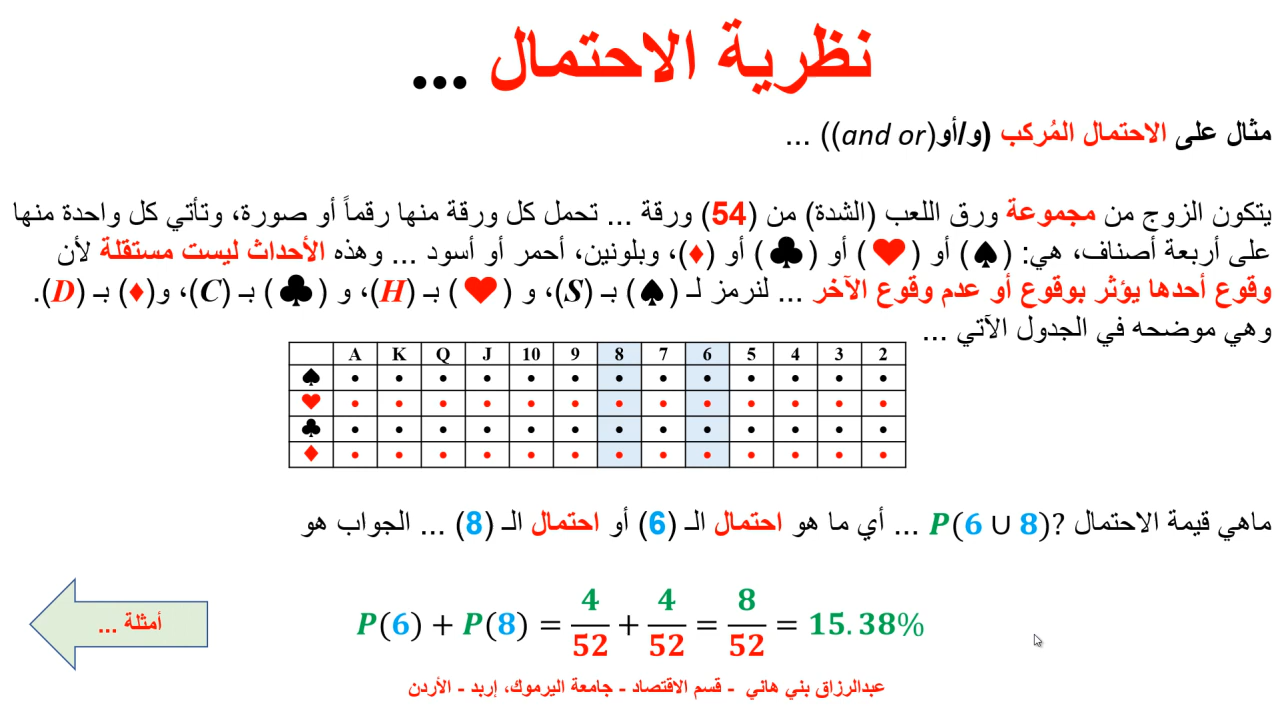 نظرية الاحتمال ...
مثال على الاحتمال المُركب (و/أو(and or)) ...
يتكون الزوج من مجموعة ورق اللعب (الشدة) من (54) ورقة ... تحمل كل ورقة منها رقماً أو صورة، وتأتي كل واحدة منها
على أربعة أصناف، هي: (♠) أو (♥) أو (♣) أو (♦)، وبلونين، أحمر أو أسود ... وهذه الأحداث ليست مستقلة لأن
وقوع أحدها يؤثر بوقوع أو عدم وقوع الآخر ... لنرمز لـ (♠) بـ (S)، و (♥) بـ (H)، و (♣) بـ (C)، و(♦) بـ (D).
وهي موضحه في الجدول الآتي ...
A K Q J 10 9 8 7 6 5 4 3 2
♠ • • • • • • • • • • • • •
♥ • • • • • • • • • • • • •
♣ • • • • • • • • • • • • •
♦ • • • • • • • • • • • • •
ماهي قيمة الاحتمال ?P(6 ∪ 8) ... أي ما هو احتمال الـ (6) أو احتمال الـ (8) ... الجواب هو
P(6) + P(8) = 4/52 + 4/52 = 8/52 = 15.38%
أمثلة ...
عبدالرزاق بني هاني - قسم الاقتصاد - جامعة اليرموك، إربد - الأردن